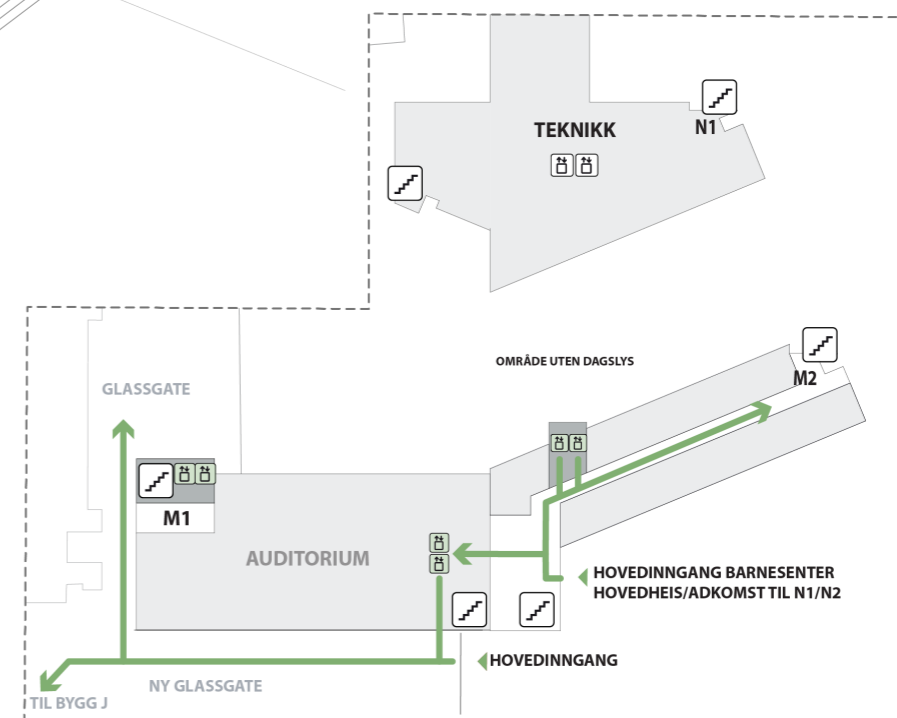 TEKNIKK
N1
OMRÅDE UTEN DAGSLYS
M2
GLASSGATE
M1
AUDITORIUM
HOVEDINNGANG BARNESENTER
HOVEDHEIS/ADKOMST TIL N1/N2
HOVEDINNGANG
NY GLASSGATE
TIL BYGG J